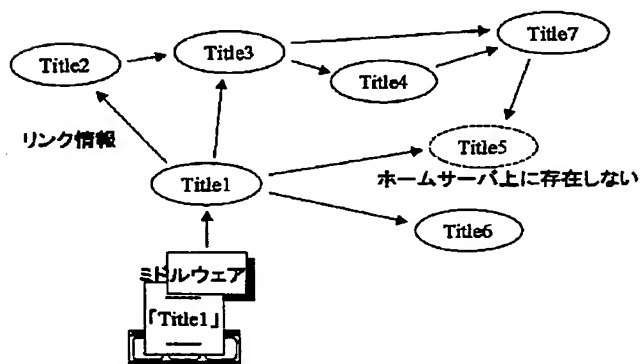 Title7
Title3
Title2
Title4
リンク情報
Title5
Title1
ホームサーバ上に存在しない
Title6
ミドルウェア
「Title1」